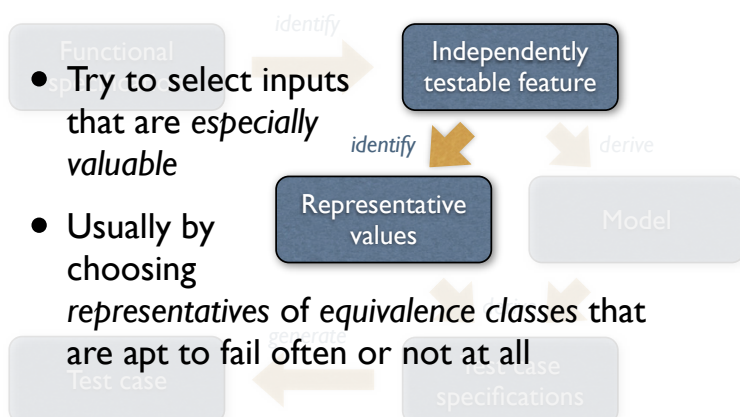 identify
Functional
Independently
testable feature
• Try to select inputs
that are especially
valuable
identify
derive
Representative
values
Model
• Usually by
choosing
representatives of equivalence classes that
generate
are apt to fail often or not at all
Test case
Test case
specifications